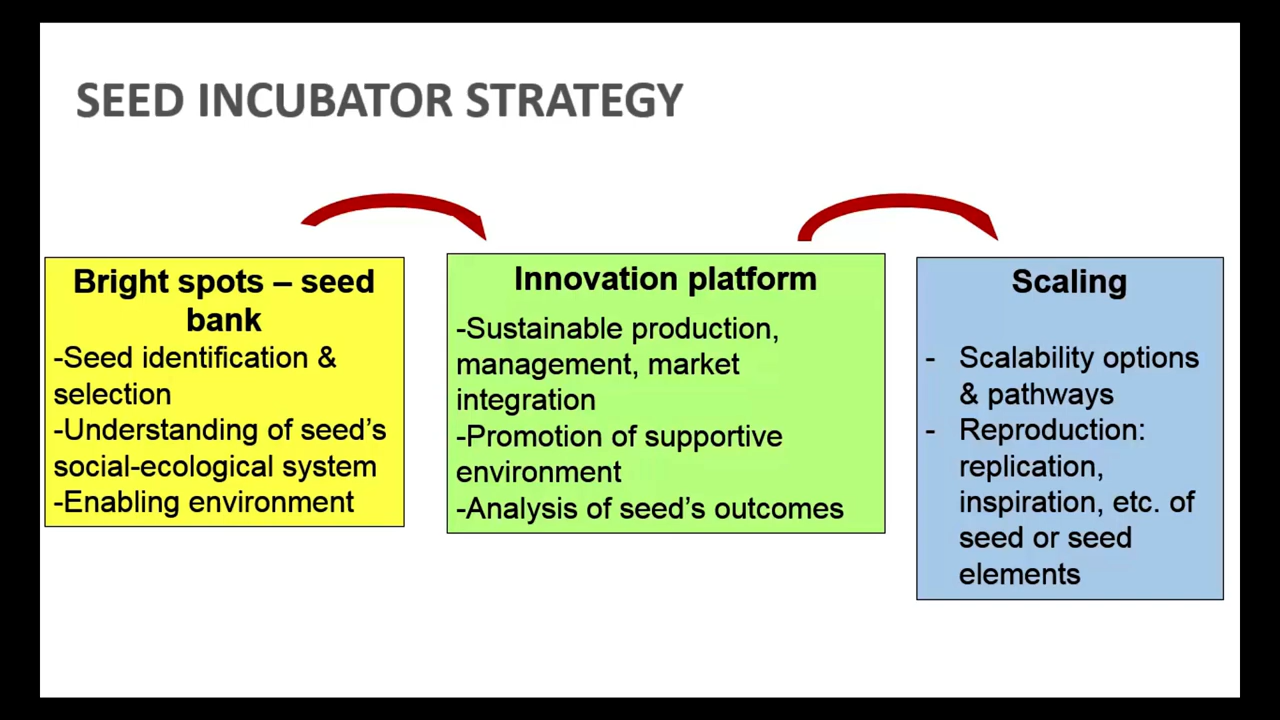 SEED INCUBATOR STRATEGY
Bright spots – seed
bank
-Seed identification &
selection
-Understanding of seed's
social-ecological system
-Enabling environment
Innovation platform
-Sustainable production,
management, market
integration
-Promotion of supportive
environment
-Analysis of seed's outcomes
Scaling
- Scalability options
& pathways
- Reproduction:
replication,
inspiration, etc. of
seed or seed
elements